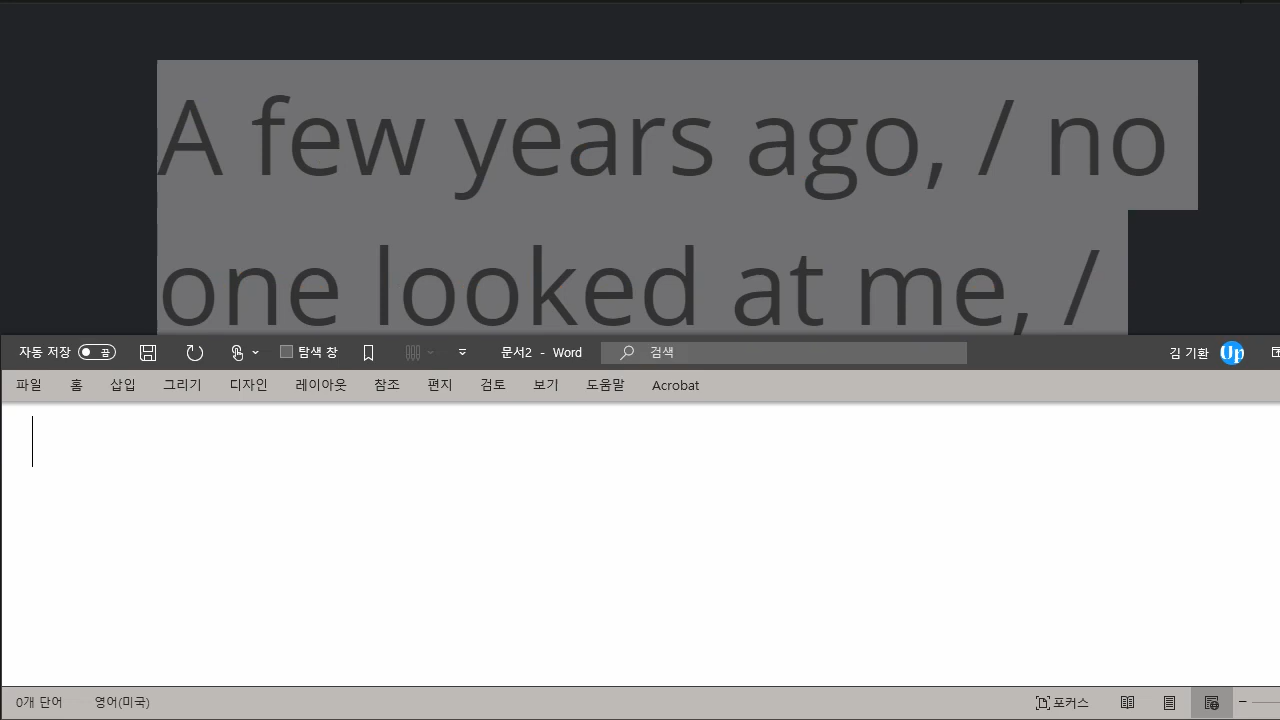 A few years ago, / no
one looked at me, /
자동 저장 끔 탐색 창 문서2 - Word 검색 김 기환 Up
파일 홈 삽입 그리기 디자인 레이아웃 참조 편지 검토 보기 도움말 Acrobat
0개 단어 영어(미국) 포커스